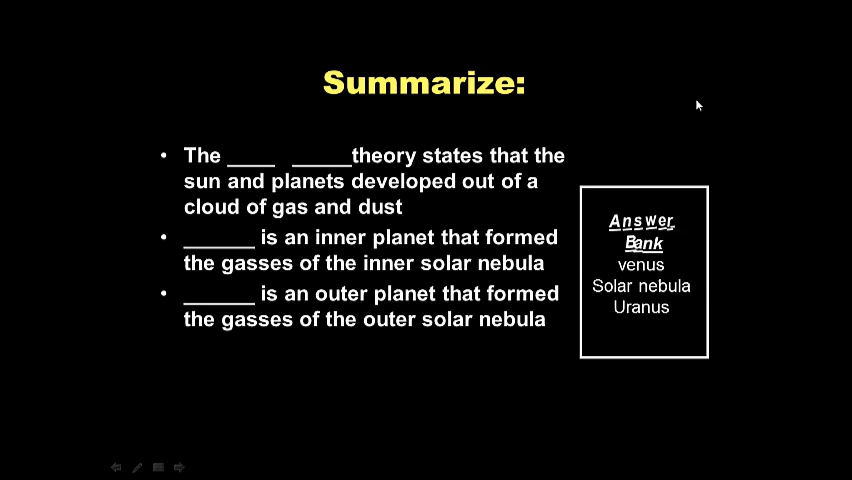 Summarize:
• The ____ _____theory states that the
sun and planets developed out of a
cloud of gas and dust
• ______ is an inner planet that formed
the gasses of the inner solar nebula
• ______ is an outer planet that formed
the gasses of the outer solar nebula
Answer
Bank
venus
Solar nebula
Uranus